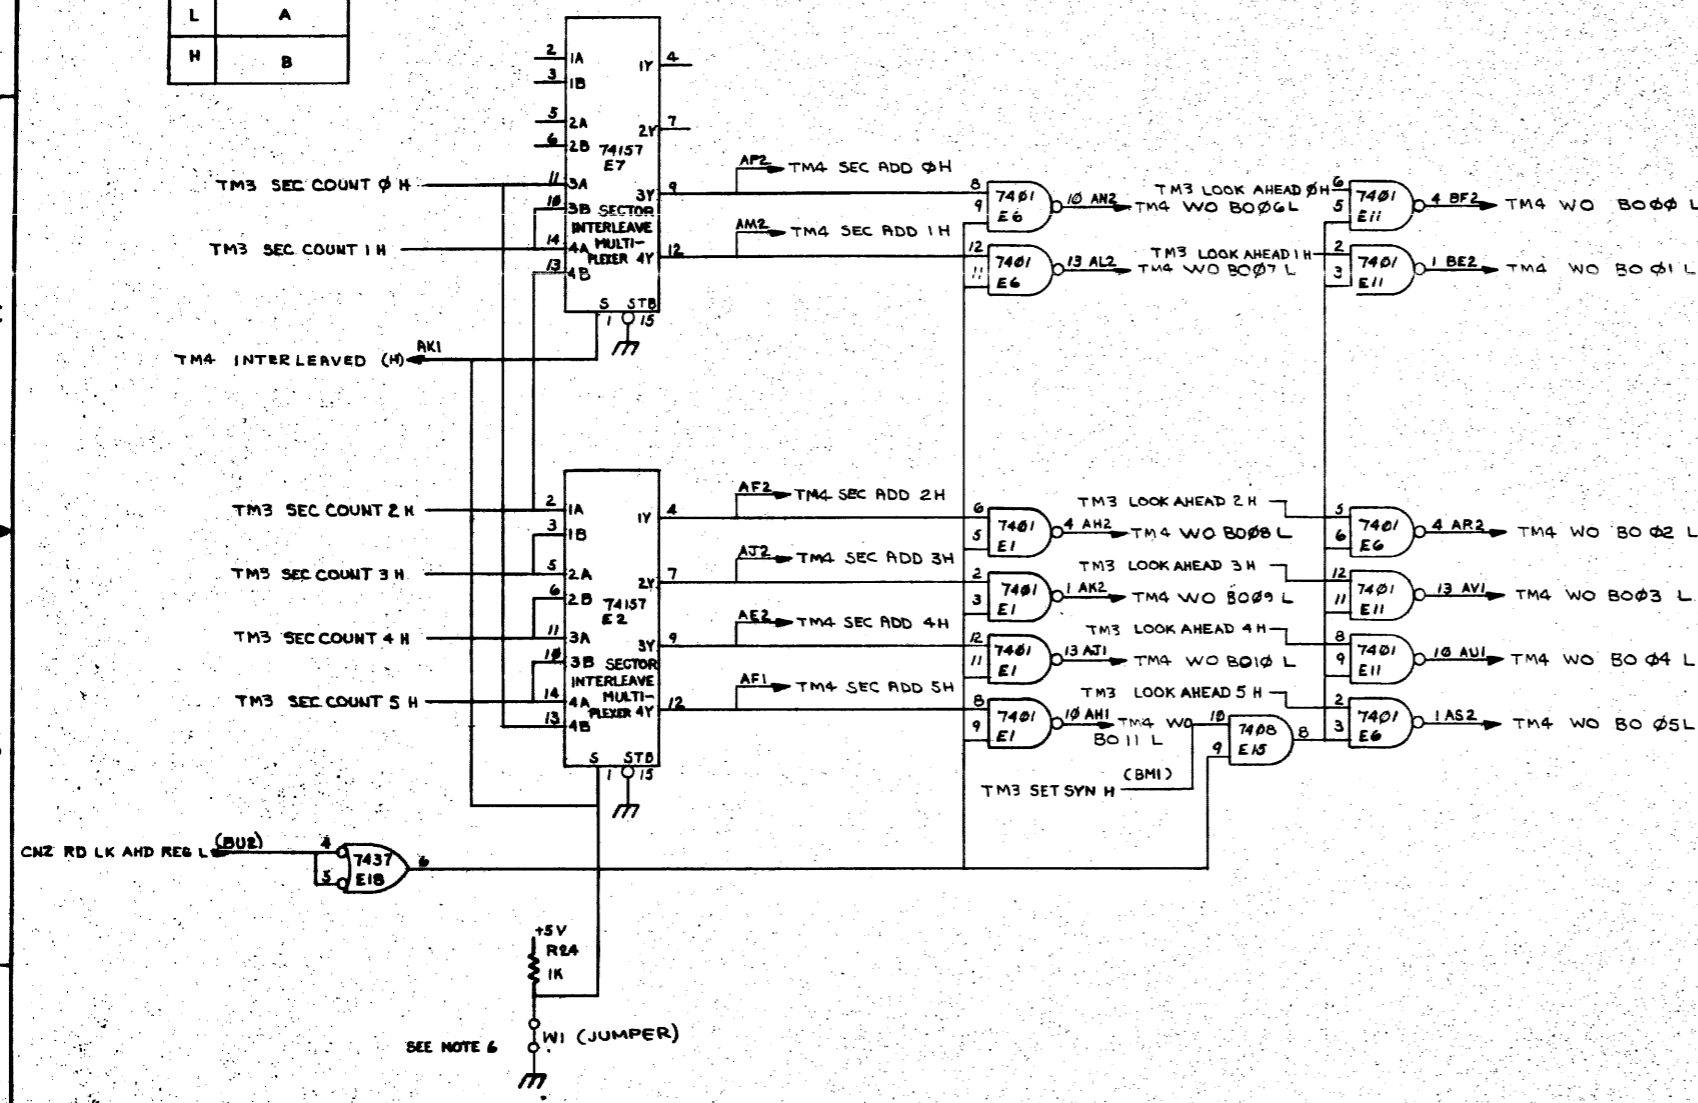 L A
H B
2 1A
3 1B
5 2A
6 2B
1Y 4
2Y 7
74157
E7
TM3 SEC COUNT Ø H
11 3A
3Y 9
10 3B
SECTOR
INTERLEAVE
MULTI-
PLEXER
TM3 SEC COUNT 1 H
14 4A
4Y 12
13 4B
S STB
1 15
AP2 TM4 SEC ADD ØH
AM2 TM4 SEC ADD 1H
8
9
74Ø1
E6
1Ø AN2
TM4 WO BOØ6L
12
11
74Ø1
E6
13 AL2
TM4 WO BOØ7 L
TM3 LOOK AHEAD ØH
6
5
74Ø1
E11
4 BF2
TM4 WO BOØØ L
TM3 LOOK AHEAD 1H
2
3
74Ø1
E11
1 BE2
TM4 WO BO Ø1 L
TM4 INTERLEAVED (H) AK1
TM3 SEC COUNT 2 H
2 1A
1Y 4
3 1B
TM3 SEC COUNT 3 H
5 2A
2Y 7
6 2B
74157
E2
TM3 SEC COUNT 4 H
11 3A
3Y 9
1Ø 3B
SECTOR
INTERLEAVE
MULTI-
PLEXER
TM3 SEC COUNT 5 H
14 4A
4Y 12
13 4B
S STB
1 15
AF2 TM4 SEC ADD 2H
AJ2 TM4 SEC ADD 3H
AE2 TM4 SEC ADD 4H
AF1 TM4 SEC ADD 5H
6
5
74Ø1
E1
4 AH2
TM4 WO BOØ8 L
2
3
74Ø1
E1
1 AK2
TM4 WO BOØ9 L
12
11
74Ø1
E1
13 AJ1
TM4 WO BO1Ø L
8
9
74Ø1
E1
1Ø AH1
TM4 WO
BO 11 L
TM3 LOOK AHEAD 2 H
5
6
74Ø1
E6
4 AR2
TM4 WO BO Ø2 L
TM3 LOOK AHEAD 3 H
12
11
74Ø1
E11
13 AV1
TM4 WO BOØ3 L
TM3 LOOK AHEAD 4 H
8
9
74Ø1
E11
1Ø AU1
TM4 WO BO Ø4 L
TM3 LOOK AHEAD 5 H
2
3
74Ø1
E6
1 AS2
TM4 WO BO Ø5L
1Ø
9
74Ø8
E15
8
(BM1)
TM3 SET SYN H
CN2 RD LK AHD REG L (BU2)
4
5
7437
E18
6
+5V
R24
1K
SEE NOTE 6
W1 (JUMPER)